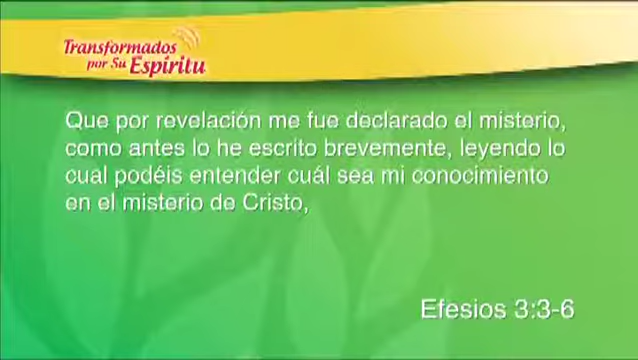 Transformados
por Su Espíritu
Que por revelación me fue declarado el misterio,
como antes lo he escrito brevemente, leyendo lo
cual podéis entender cuál sea mi conocimiento
en el misterio de Cristo,
Efesios 3:3-6